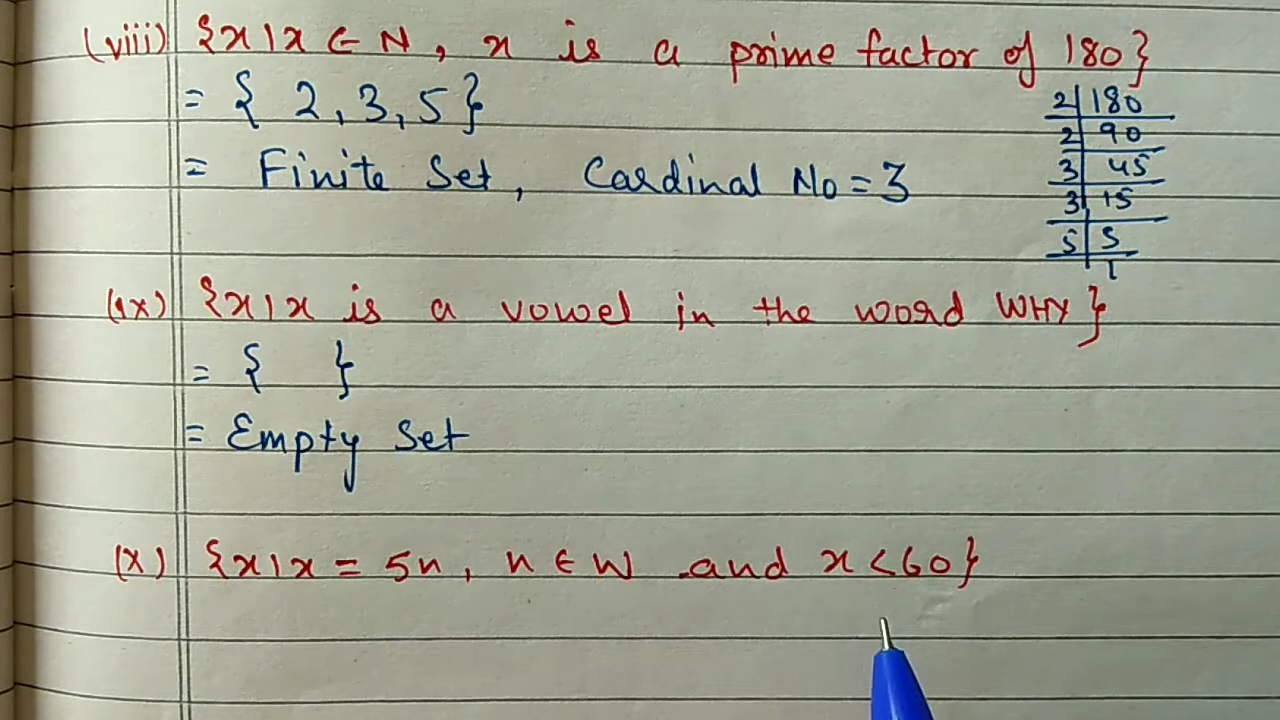 (viii) {x|x ∈ N, x is a prime factor of 180}
= { 2, 3, 5}
2|180
2|90
= Finite Set, Cardinal No = 3
3|45
3|15
5|5
1
(ix) {x|x is a vowel in the word WHY}
= { }
= Empty Set
(x) {x|x = 5n, n ∈ W and x < 60}